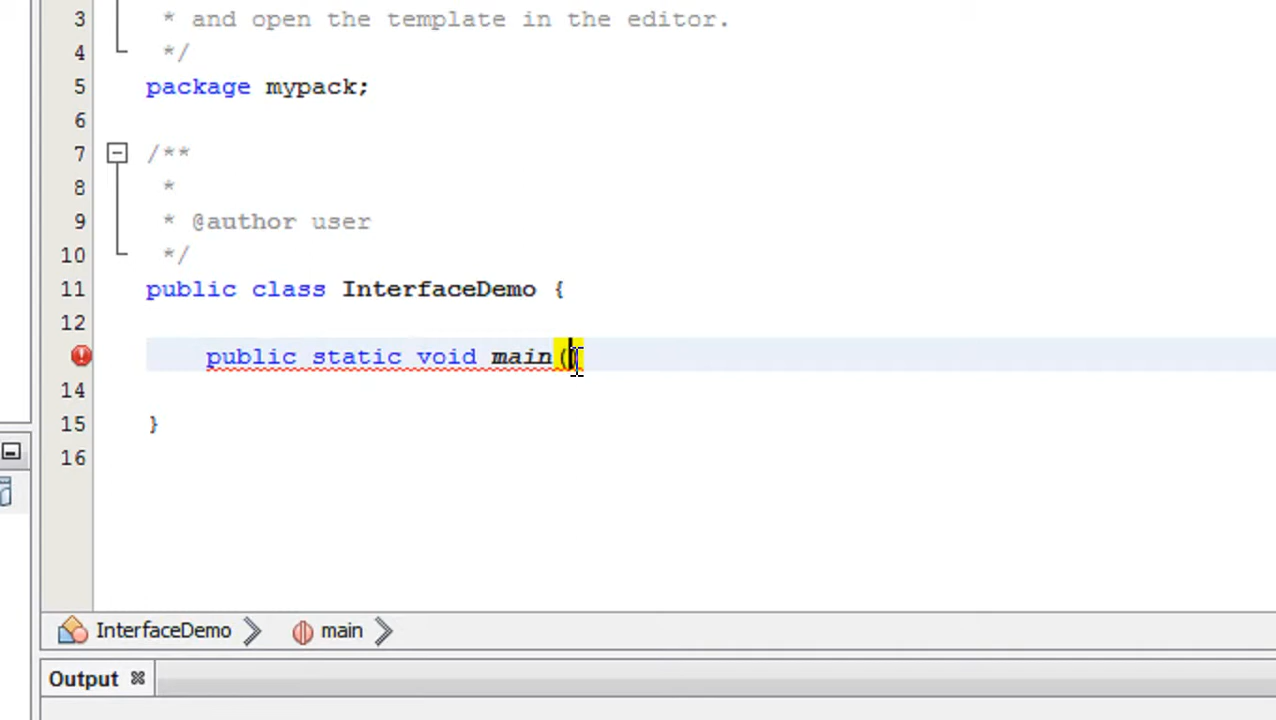 3 * and open the template in the editor.
4 */
5 package mypack;
6
7 /**
8 *
9 * @author user
10 */
11 public class InterfaceDemo {
12
public static void main()
14
15 }
16
InterfaceDemo main
Output